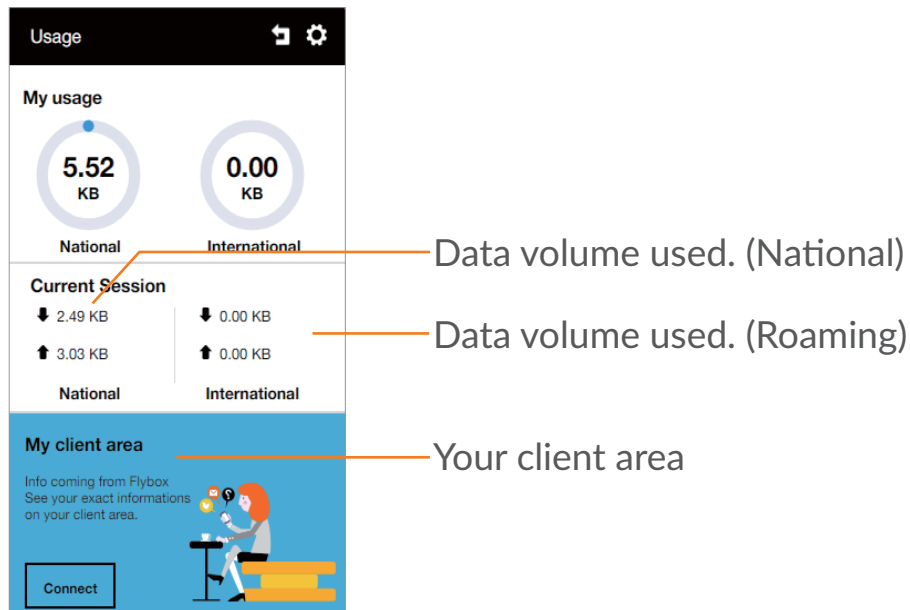 Usage
My usage
5.52
KB
0.00
KB
National
International
Data volume used. (National)
Current Session
2.49 KB
0.00 KB
Data volume used. (Roaming)
3.03 KB
0.00 KB
National
International
My client area
Your client area
Info coming from Flybox
See your exact informations
on your client area.
Connect